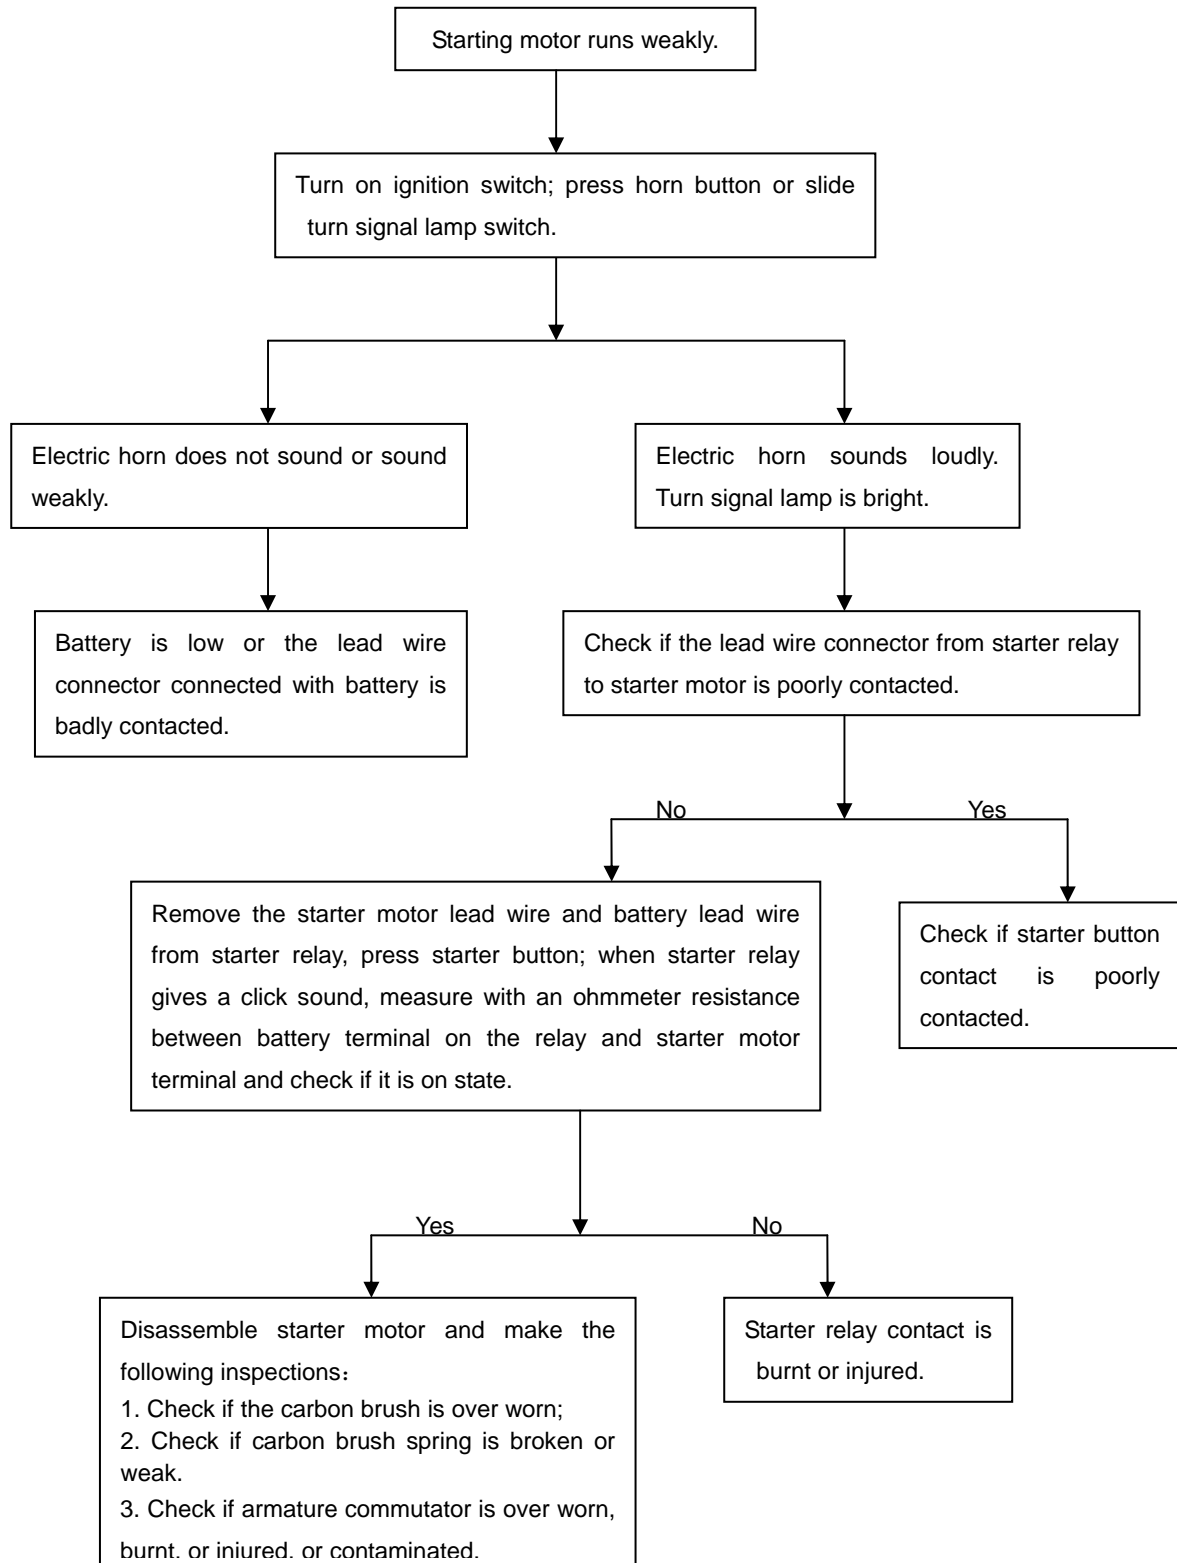 Starting motor runs weakly.
Turn on ignition switch; press horn button or slide
turn signal lamp switch.
Electric horn does not sound or sound
weakly.
Electric horn sounds loudly.
Turn signal lamp is bright.
Battery is low or the lead wire
connector connected with battery is
badly contacted.
Check if the lead wire connector from starter relay
to starter motor is poorly contacted.
No
Yes
Remove the starter motor lead wire and battery lead wire
from starter relay, press starter button; when starter relay
gives a click sound, measure with an ohmmeter resistance
between battery terminal on the relay and starter motor
terminal and check if it is on state.
Check if starter button
contact is poorly
contacted.
Yes
No
Disassemble starter motor and make the
following inspections：
1. Check if the carbon brush is over worn;
2. Check if carbon brush spring is broken or
weak.
3. Check if armature commutator is over worn,
burnt, or injured, or contaminated.
Starter relay contact is
burnt or injured.